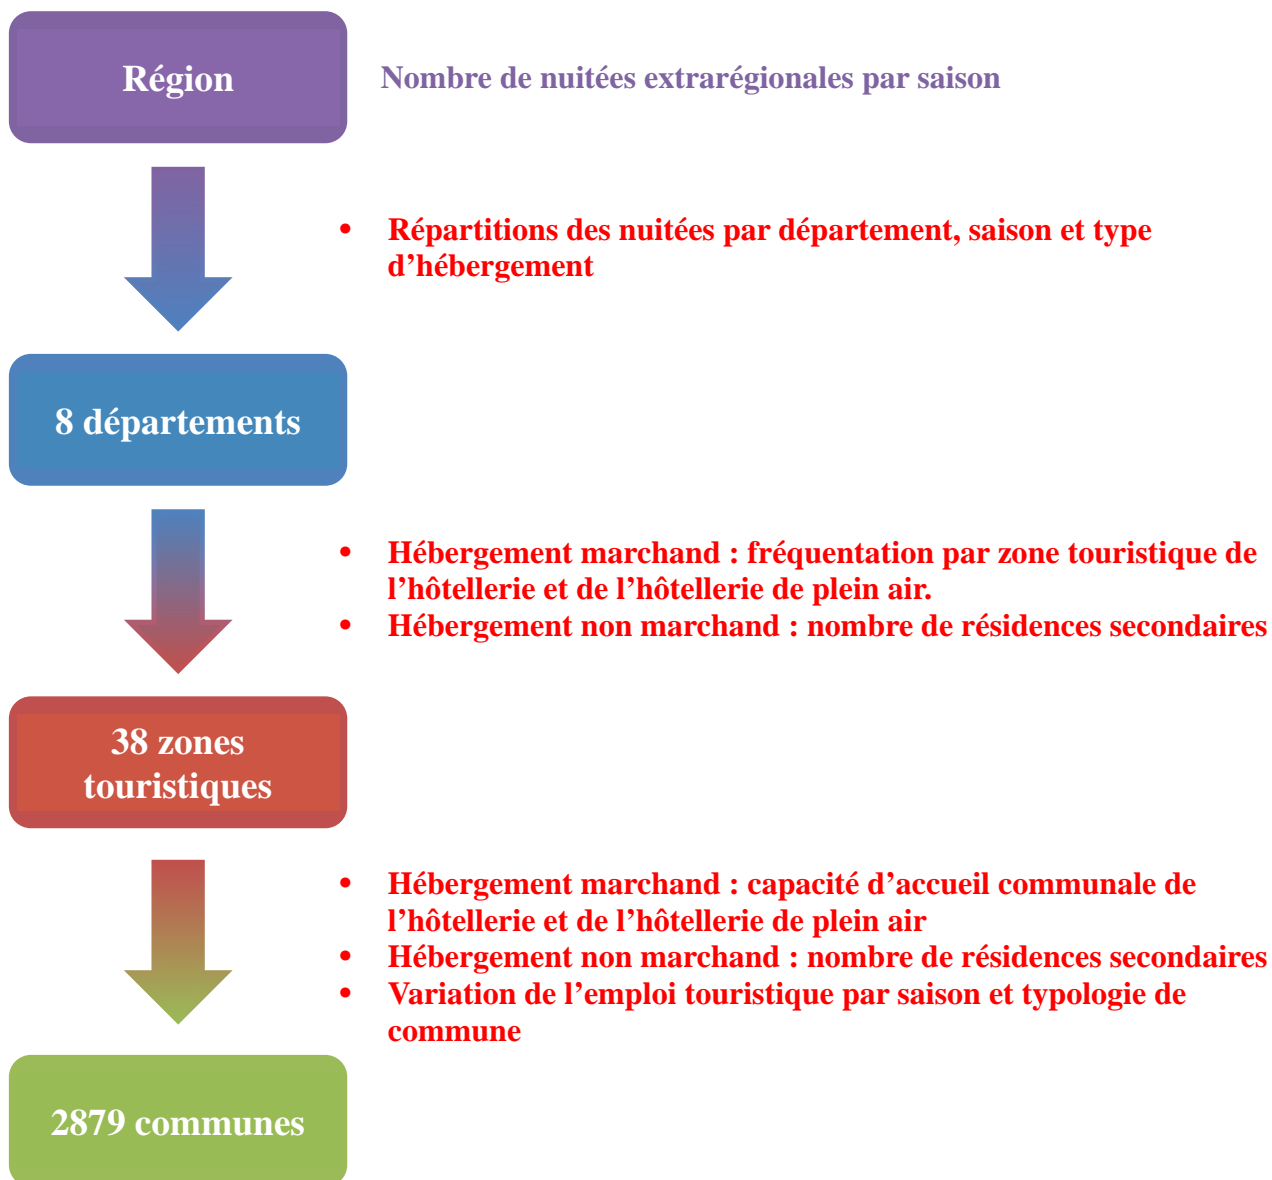 Région
Nombre de nuitées extrarégionales par saison
• Répartitions des nuitées par département, saison et type
d’hébergement
8 départements
• Hébergement marchand : fréquentation par zone touristique de
l’hôtellerie et de l’hôtellerie de plein air.
• Hébergement non marchand : nombre de résidences secondaires
38 zones
touristiques
• Hébergement marchand : capacité d’accueil communale de
l’hôtellerie et de l’hôtellerie de plein air
• Hébergement non marchand : nombre de résidences secondaires
• Variation de l’emploi touristique par saison et typologie de
commune
2879 communes